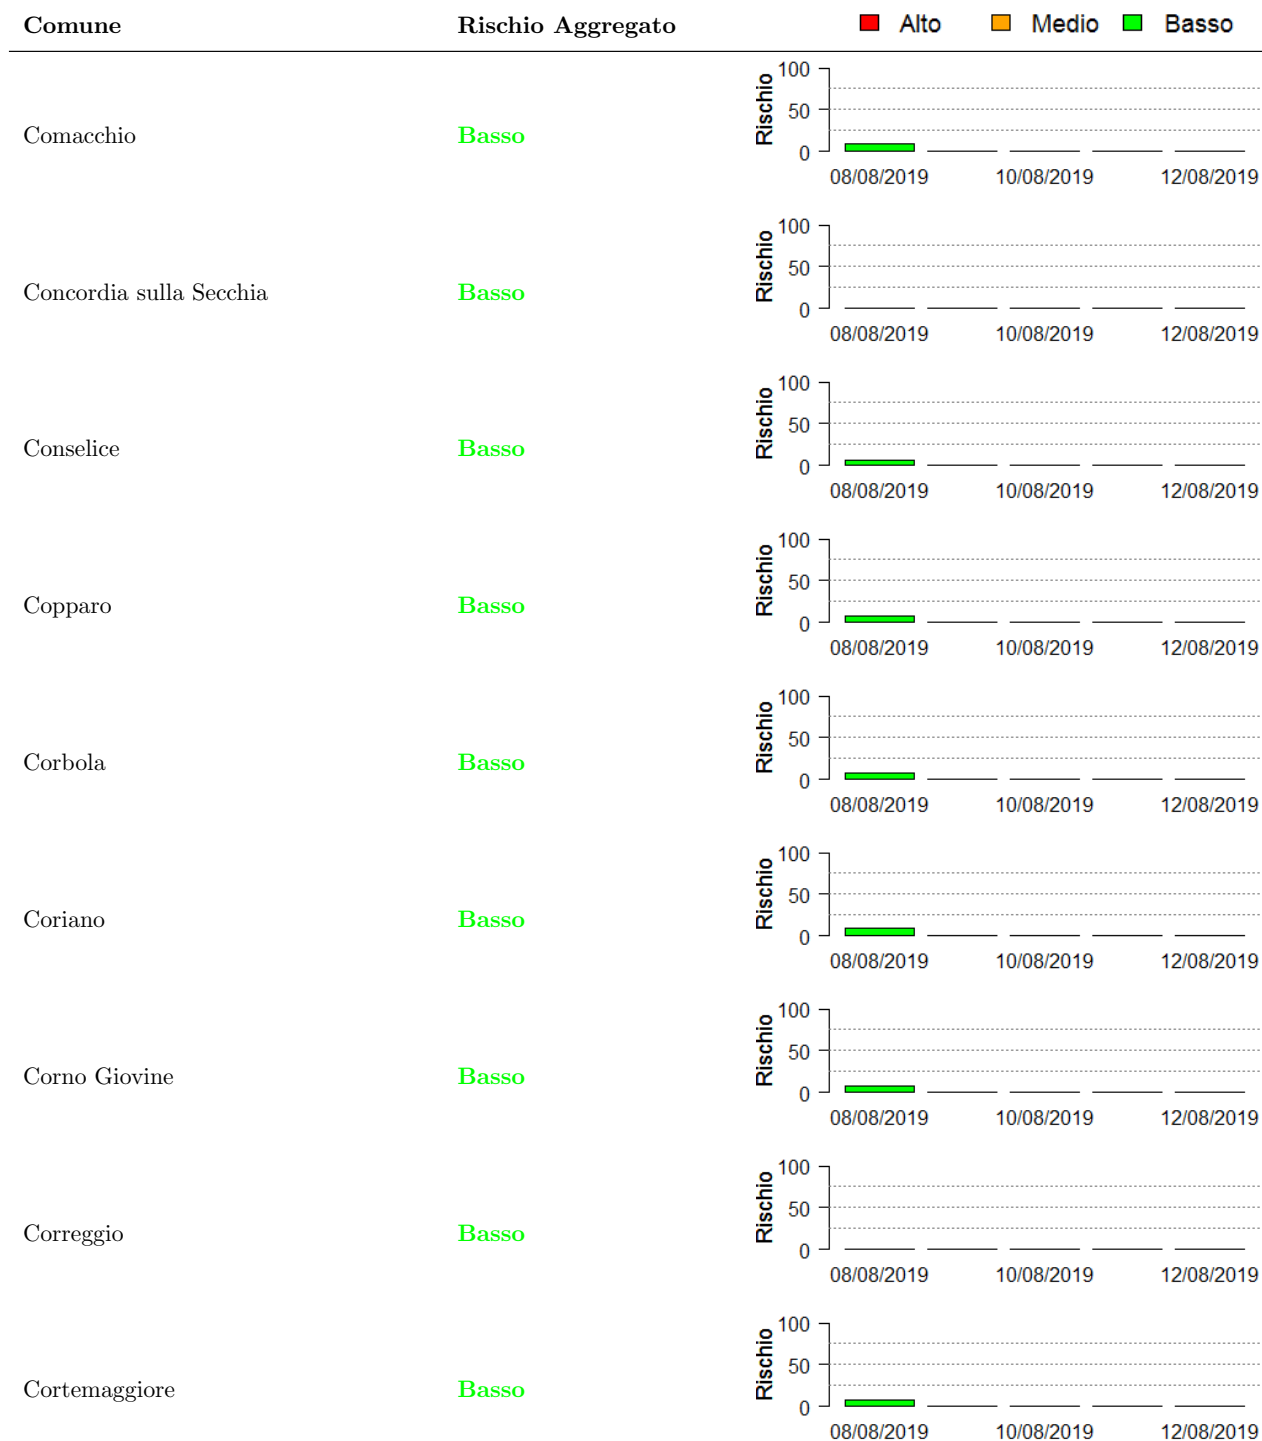 Comune Rischio Aggregato Alto Medio Basso
Comacchio Basso
Rischio
100
50
0
08/08/2019 10/08/2019 12/08/2019
Concordia sulla Secchia Basso
Rischio
100
50
0
08/08/2019 10/08/2019 12/08/2019
Conselice Basso
Rischio
100
50
0
08/08/2019 10/08/2019 12/08/2019
Copparo Basso
Rischio
100
50
0
08/08/2019 10/08/2019 12/08/2019
Corbola Basso
Rischio
100
50
0
08/08/2019 10/08/2019 12/08/2019
Coriano Basso
Rischio
100
50
0
08/08/2019 10/08/2019 12/08/2019
Corno Giovine Basso
Rischio
100
50
0
08/08/2019 10/08/2019 12/08/2019
Correggio Basso
Rischio
100
50
0
08/08/2019 10/08/2019 12/08/2019
Cortemaggiore Basso
Rischio
100
50
0
08/08/2019 10/08/2019 12/08/2019